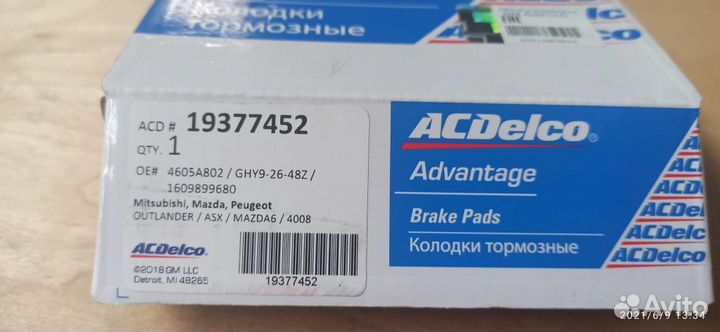 Колодки
тормозные
EAC
ACD # 19377452
QTY. 1
OE# 4605A802 / GHY9-26-48Z /
1609899680
Mitsubishi, Mazda, Peugeot
OUTLANDER / ASX / MAZDA6 / 4008
ACDelco
©2018 GM LLC
Detroit, MI 48265
19377452
ACDelco
Advantage
Brake Pads
Колодки тормозные
ACDelco
ACDelco
ACDelco
ACDelco
Avito
2021/6/9 13:34